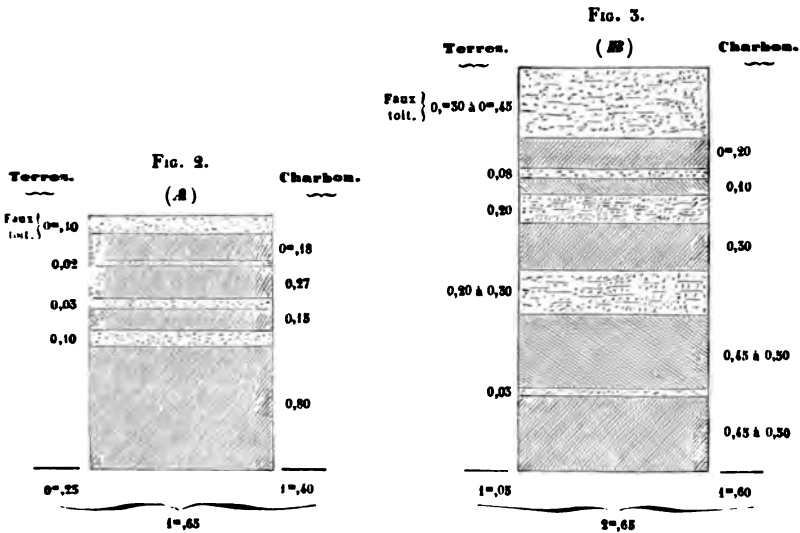 Fig. 2.
(A)
Terres.
Charbon.
Faux toit. 0m,10
0m,18
0,02
0,27
0,03
0,15
0,10
0,80
0m,25
1m,40
1m,65
Fig. 3.
(B)
Terres.
Charbon.
Faux toit. 0,m30 à 0m,45
0m,20
0,08
0,10
0,20
0,30
0,20 à 0,30
0,45 à 0,50
0,03
0,45 à 0,50
1m,05
1m,60
2m,65